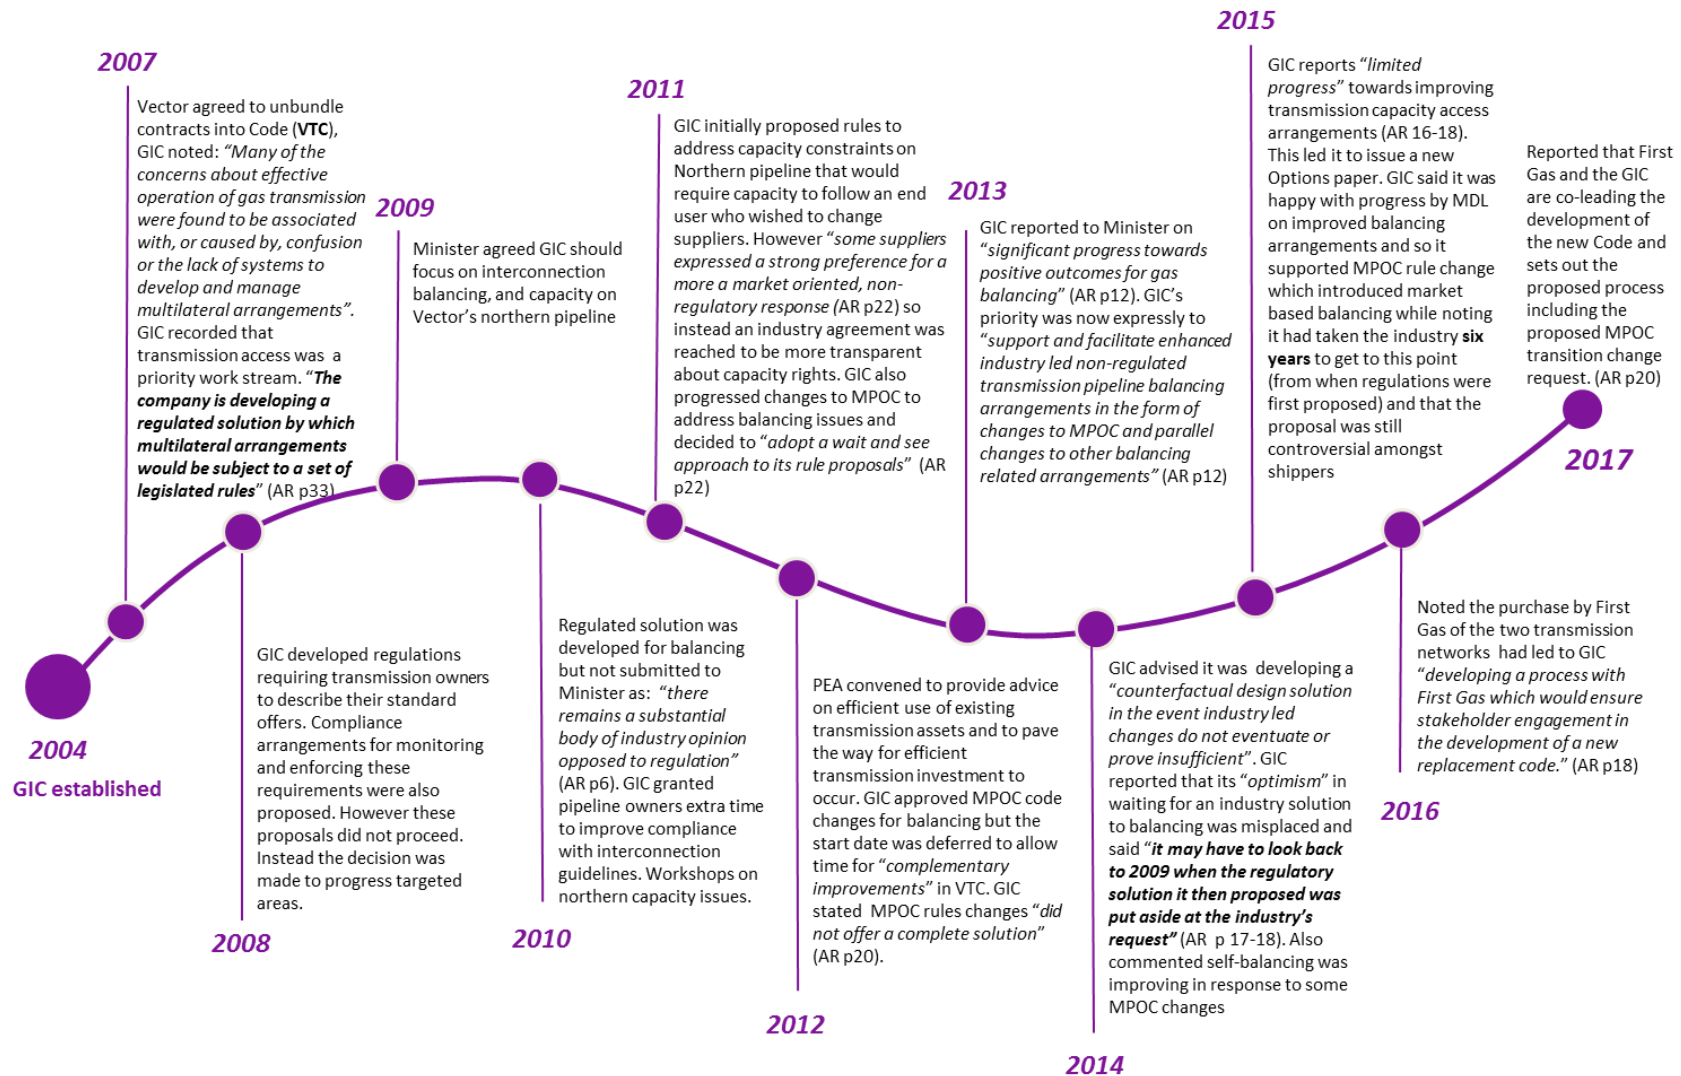 2004
GIC established
2007
Vector agreed to unbundle
contracts into Code (VTC),
GIC noted: “Many of the
concerns about effective
operation of gas transmission
were found to be associated
with, or caused by, confusion
or the lack of systems to
develop and manage
multilateral arrangements”.
GIC recorded that
transmission access was a
priority work stream. “The
company is developing a
regulated solution by which
multilateral arrangements
would be subject to a set of
legislated rules” (AR p33)
GIC developed regulations
requiring transmission owners
to describe their standard
offers. Compliance
arrangements for monitoring
and enforcing these
requirements were also
proposed. However these
proposals did not proceed.
Instead the decision was
made to progress targeted
areas.
2008
2009
Minister agreed GIC should
focus on interconnection
balancing, and capacity on
Vector’s northern pipeline
Regulated solution was
developed for balancing
but not submitted to
Minister as: “there
remains a substantial
body of industry opinion
opposed to regulation”
(AR p6). GIC granted
pipeline owners extra time
to improve compliance
with interconnection
guidelines. Workshops on
northern capacity issues.
2010
2011
GIC initially proposed rules to
address capacity constraints on
Northern pipeline that would
require capacity to follow an end
user who wished to change
suppliers. However “some suppliers
expressed a strong preference for a
more a market oriented, non-
regulatory response (AR p22) so
instead an industry agreement was
reached to be more transparent
about capacity rights. GIC also
progressed changes to MPOC to
address balancing issues and
decided to “adopt a wait and see
approach to its rule proposals” (AR
p22)
PEA convened to provide advice
on efficient use of existing
transmission assets and to pave
the way for efficient
transmission investment to
occur. GIC approved MPOC code
changes for balancing but the
start date was deferred to allow
time for “complementary
improvements” in VTC. GIC
stated MPOC rules changes “did
not offer a complete solution”
(AR p20).
2012
2013
GIC reported to Minister on
“significant progress towards
positive outcomes for gas
balancing” (AR p12). GIC’s
priority was now expressly to
“support and facilitate enhanced
industry led non-regulated
transmission pipeline balancing
arrangements in the form of
changes to MPOC and parallel
changes to other balancing
related arrangements” (AR p12)
GIC advised it was developing a
“counterfactual design solution
in the event industry led
changes do not eventuate or
prove insufficient”. GIC
reported that its “optimism” in
waiting for an industry solution
to balancing was misplaced and
said “it may have to look back
to 2009 when the regulatory
solution it then proposed was
put aside at the industry’s
request” (AR p 17-18). Also
commented self-balancing was
improving in response to some
MPOC changes
2014
2015
GIC reports “limited
progress” towards improving
transmission capacity access
arrangements (AR 16-18).
This led it to issue a new
Options paper. GIC said it was
happy with progress by MDL
on improved balancing
arrangements and so it
supported MPOC rule change
which introduced market
based balancing while noting
it had taken the industry six
years to get to this point
(from when regulations were
first proposed) and that the
proposal was still
controversial amongst
shippers
Noted the purchase by First
Gas of the two transmission
networks had led to GIC
“developing a process with
First Gas which would ensure
stakeholder engagement in
the development of a new
replacement code.” (AR p18)
2016
Reported that First
Gas and the GIC
are co-leading the
development of
the new Code and
sets out the
proposed process
including the
proposed MPOC
transition change
request. (AR p20)
2017